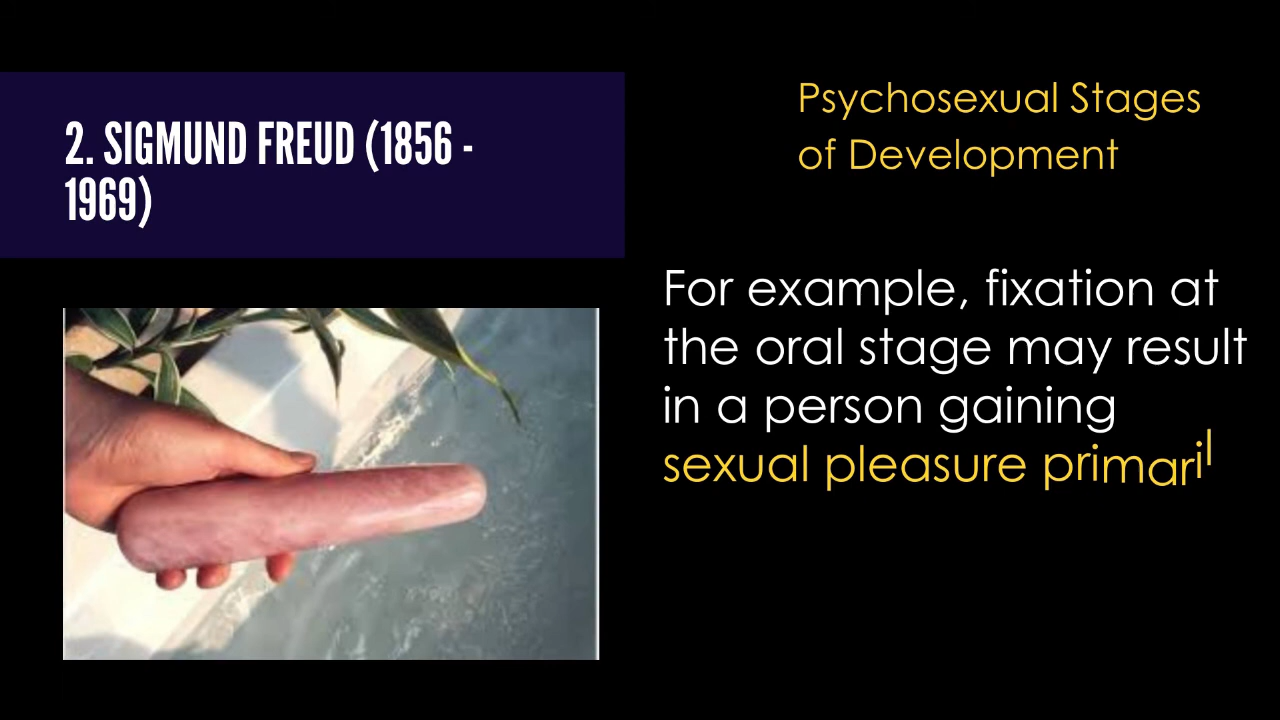 2. SIGMUND FREUD (1856 -
1969)
Psychosexual Stages
of Development
For example, fixation at
the oral stage may result
in a person gaining
sexual pleasure primaril